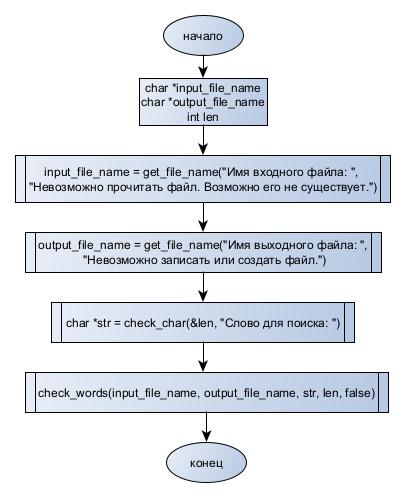 начало
char *input_file_name
char *output_file_name
int len
input_file_name = get_file_name("Имя входного файла: ",
"Невозможно прочитать файл. Возможно его не существует.")
output_file_name = get_file_name("Имя выходного файла: ",
"Невозможно записать или создать файл.")
char *str = check_char(&len, "Слово для поиска: ")
check_words(input_file_name, output_file_name, str, len, false)
конец